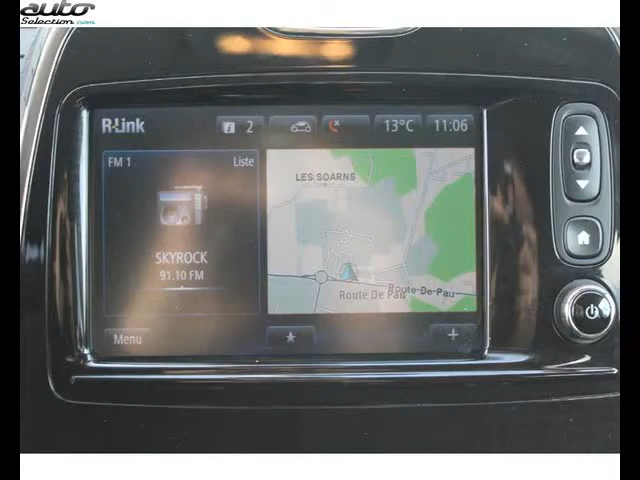 auto
Selection.com
R-Link
i 2
13°C
11:06
FM 1
Liste
LES SOARNS
SKYROCK
91.10 FM
Route De Pau
Route De Pau
Menu